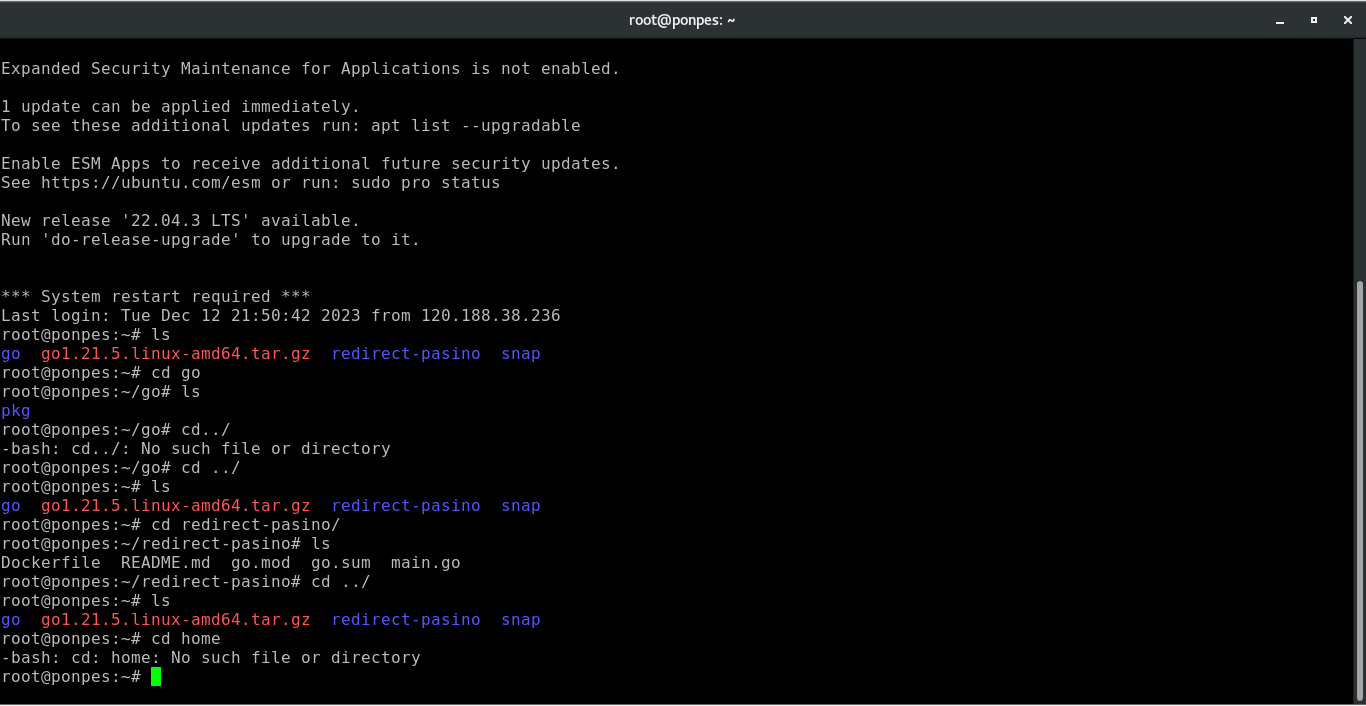 root@ponpes: ~
Expanded Security Maintenance for Applications is not enabled.
1 update can be applied immediately.
To see these additional updates run: apt list --upgradable
Enable ESM Apps to receive additional future security updates.
See https://ubuntu.com/esm or run: sudo pro status
New release '22.04.3 LTS' available.
Run 'do-release-upgrade' to upgrade to it.
*** System restart required ***
Last login: Tue Dec 12 21:50:42 2023 from 120.188.38.236
root@ponpes:~# ls
go  go1.21.5.linux-amd64.tar.gz  redirect-pasino  snap
root@ponpes:~# cd go
root@ponpes:~/go# ls
pkg
root@ponpes:~/go# cd../
-bash: cd../: No such file or directory
root@ponpes:~/go# cd ../
root@ponpes:~# ls
go  go1.21.5.linux-amd64.tar.gz  redirect-pasino  snap
root@ponpes:~# cd redirect-pasino/
root@ponpes:~/redirect-pasino# ls
Dockerfile  README.md  go.mod  go.sum  main.go
root@ponpes:~/redirect-pasino# cd ../
root@ponpes:~# ls
go  go1.21.5.linux-amd64.tar.gz  redirect-pasino  snap
root@ponpes:~# cd home
-bash: cd: home: No such file or directory
root@ponpes:~#